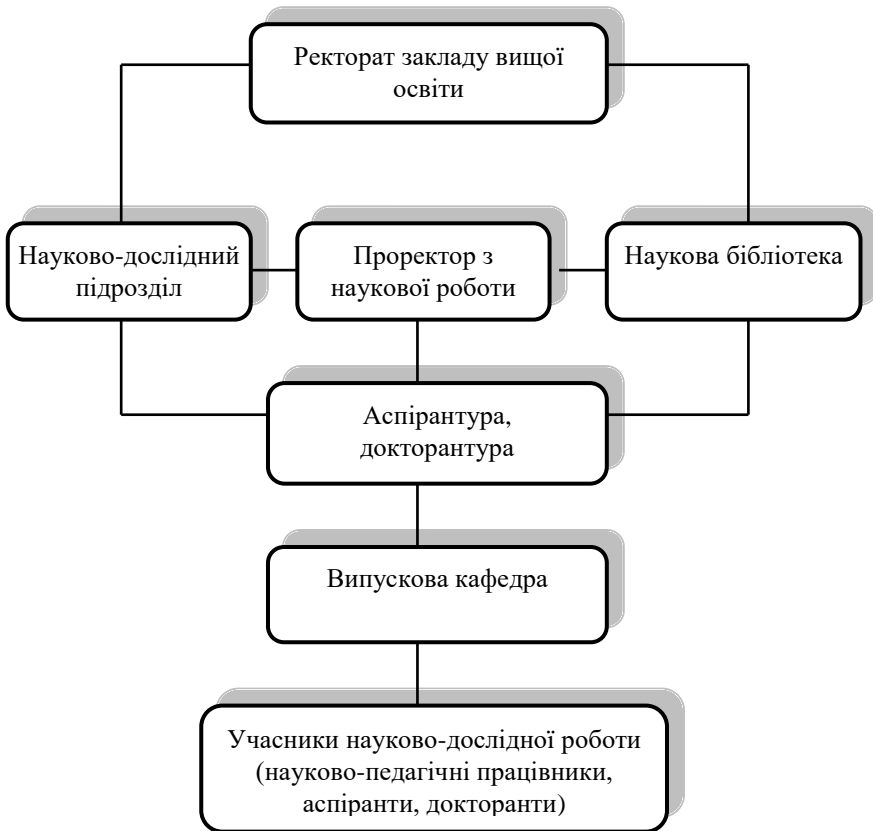 Ректорат закладу вищої
освіти
Науково-дослідний
підрозділ
Проректор з
наукової роботи
Наукова бібліотека
Аспірантура,
докторантура
Випускова кафедра
Учасники науково-дослідної роботи
(науково-педагічні працівники,
аспіранти, докторанти)